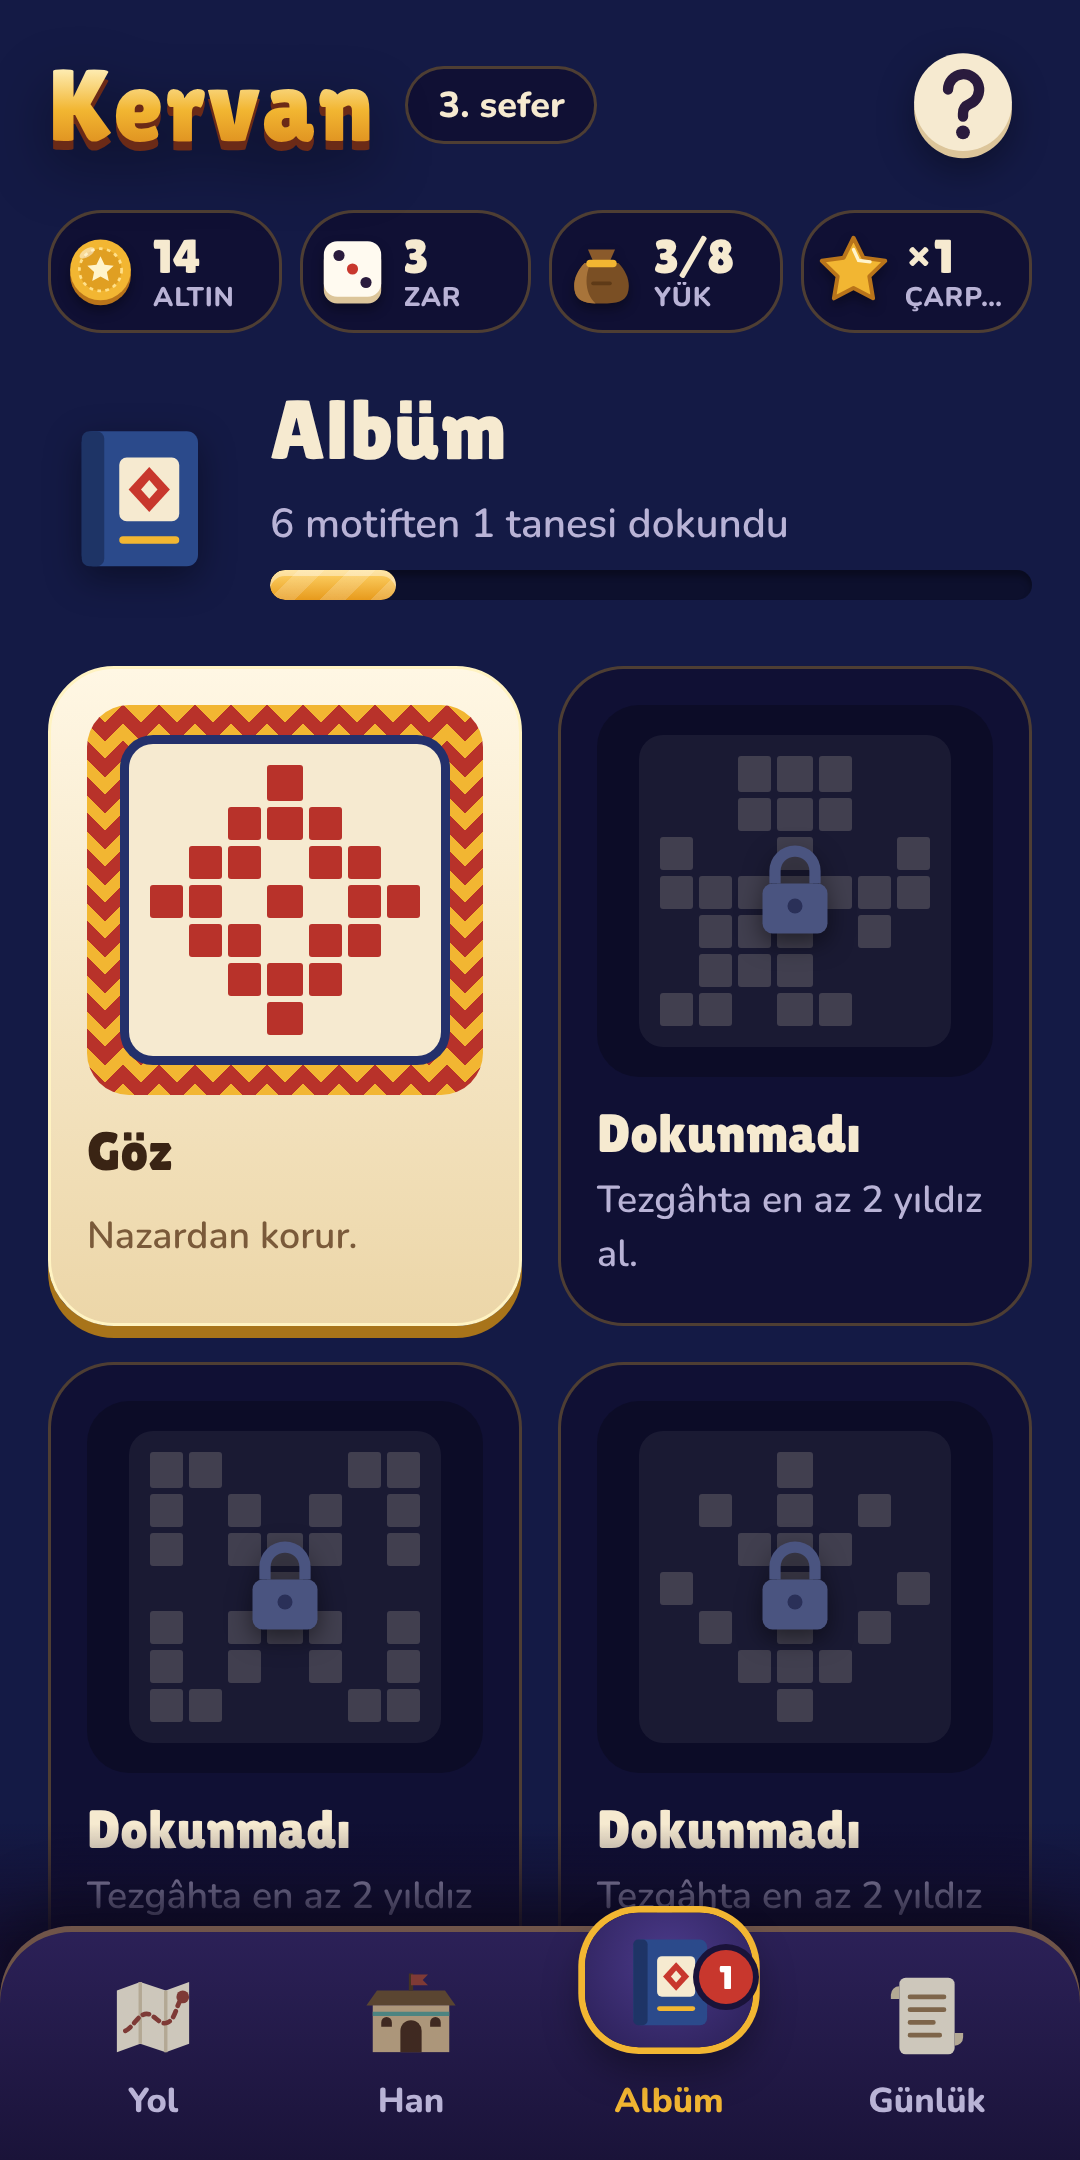 Kervan
3. sefer
?
14
ALTIN
3
ZAR
3/8
YÜK
×1
ÇARP...
Albüm
6 motiften 1 tanesi dokundu
Göz
Nazardan korur.
Dokunmadı
Tezgâhta en az 2 yıldız
al.
Dokunmadı
Tezgâhta en az 2 yıldız
Dokunmadı
Tezgâhta en az 2 yıldız
1
Yol
Han
Albüm
Günlük